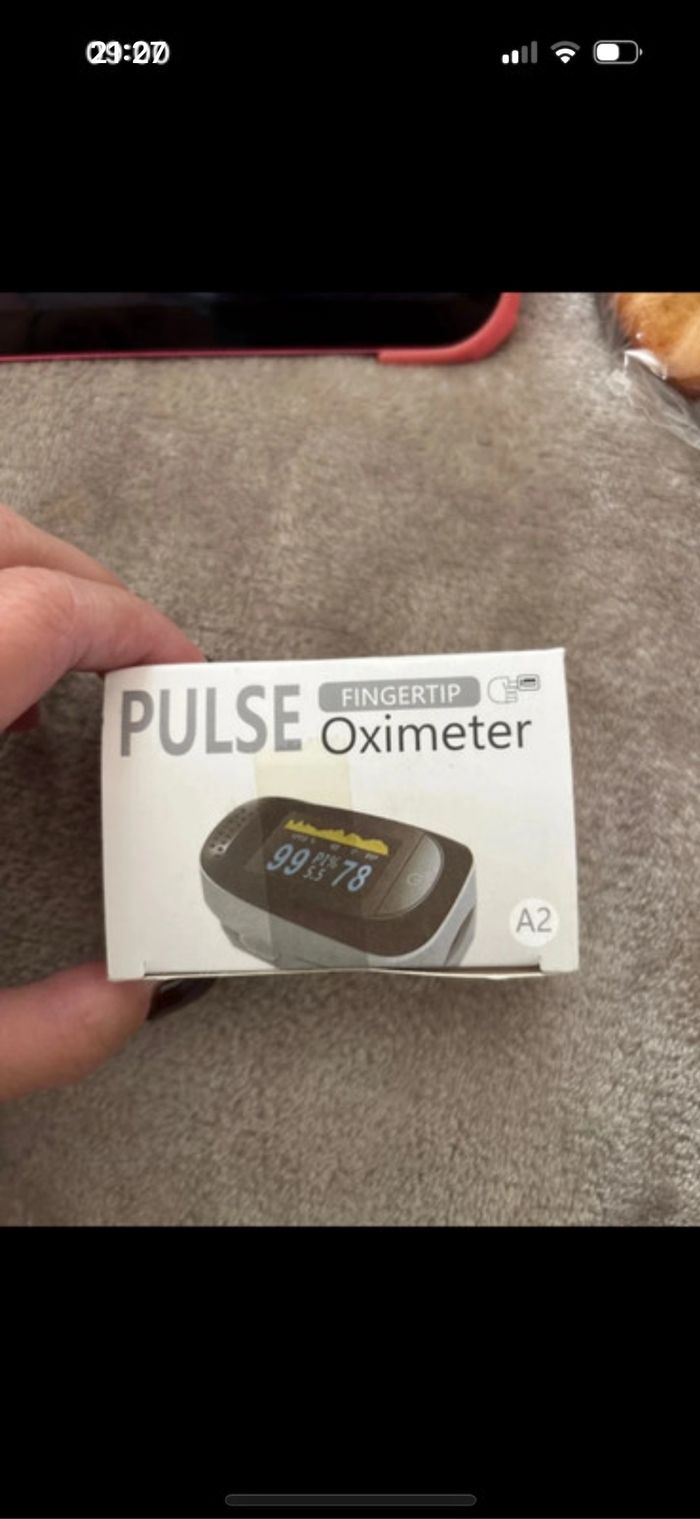 PULSE FINGERTIP
Oximeter
99 PI% 78
5.5
A2